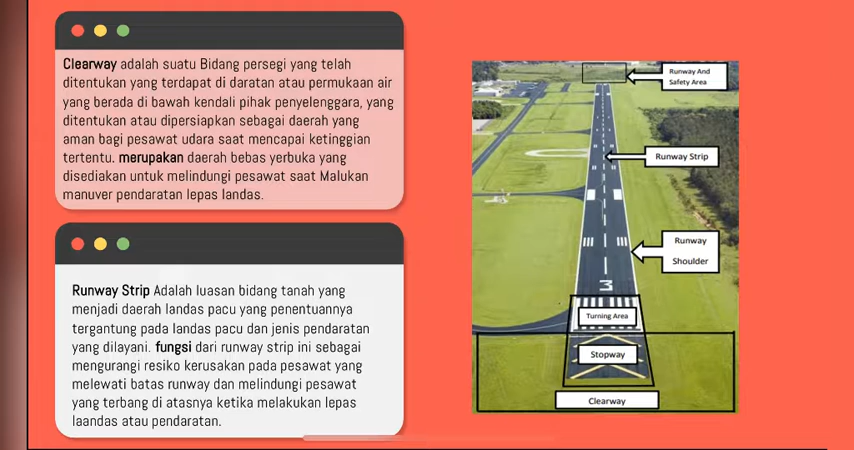 Clearway adalah suatu Bidang persegi yang telah
ditentukan yang terdapat di daratan atau permukaan air
yang berada di bawah kendali pihak penyelenggara, yang
ditentukan atau dipersiapkan sebagai daerah yang
aman bagi pesawat udara saat mencapai ketinggian
tertentu. merupakan daerah bebas yerbuka yang
disediakan untuk melindungi pesawat saat Malukan
manuver pendaratan lepas landas.
Runway Strip Adalah luasan bidang tanah yang
menjadi daerah landas pacu yang penentuannya
tergantung pada landas pacu dan jenis pendaratan
yang dilayani. fungsi dari runway strip ini sebagai
mengurangi resiko kerusakan pada pesawat yang
melewati batas runway dan melindungi pesawat
yang terbang di atasnya ketika melakukan lepas
laandas atau pendaratan.
Runway And
Safety Area
Runway Strip
Runway
Shoulder
3
Turning Area
Stopway
Clearway